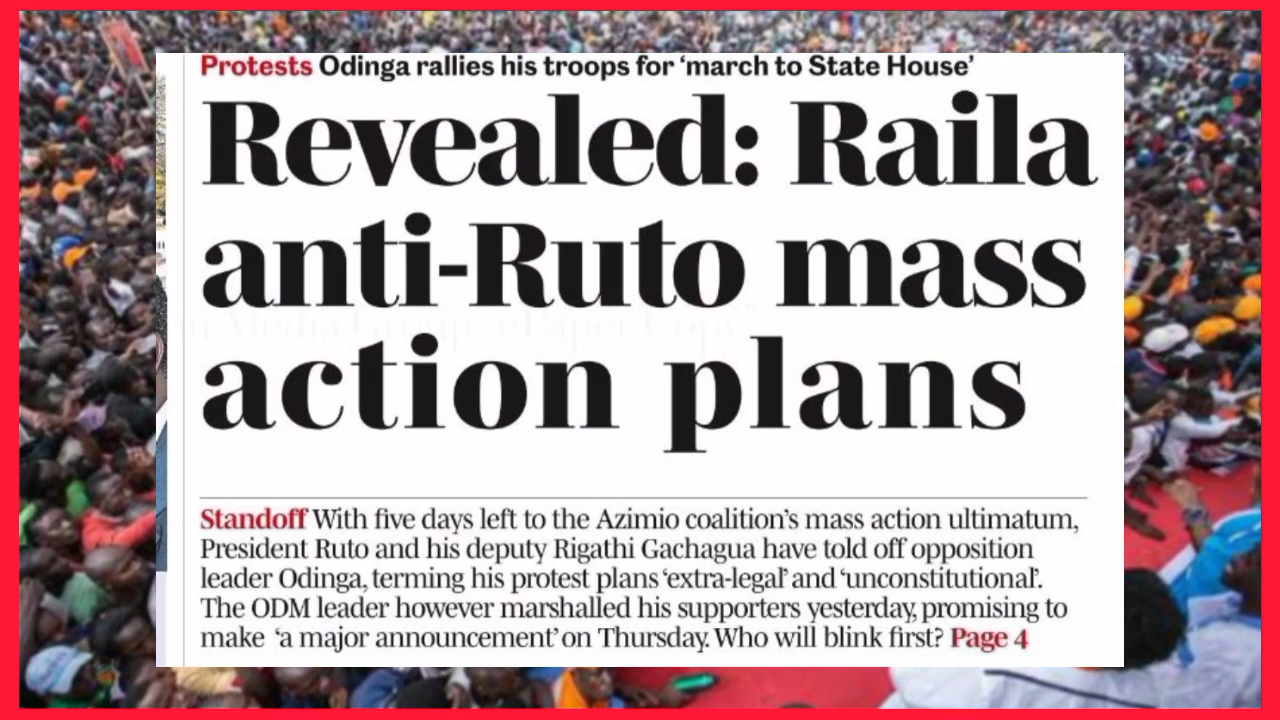 Protests Odinga rallies his troops for ‘march to State House’
Revealed: Raila
anti-Ruto mass
action plans
Standoff With five days left to the Azimio coalition’s mass action ultimatum,
President Ruto and his deputy Rigathi Gachagua have told off opposition
leader Odinga, terming his protest plans ‘extra-legal’ and ‘unconstitutional’.
The ODM leader however marshalled his supporters yesterday, promising to
make ‘a major announcement’ on Thursday. Who will blink first? Page 4